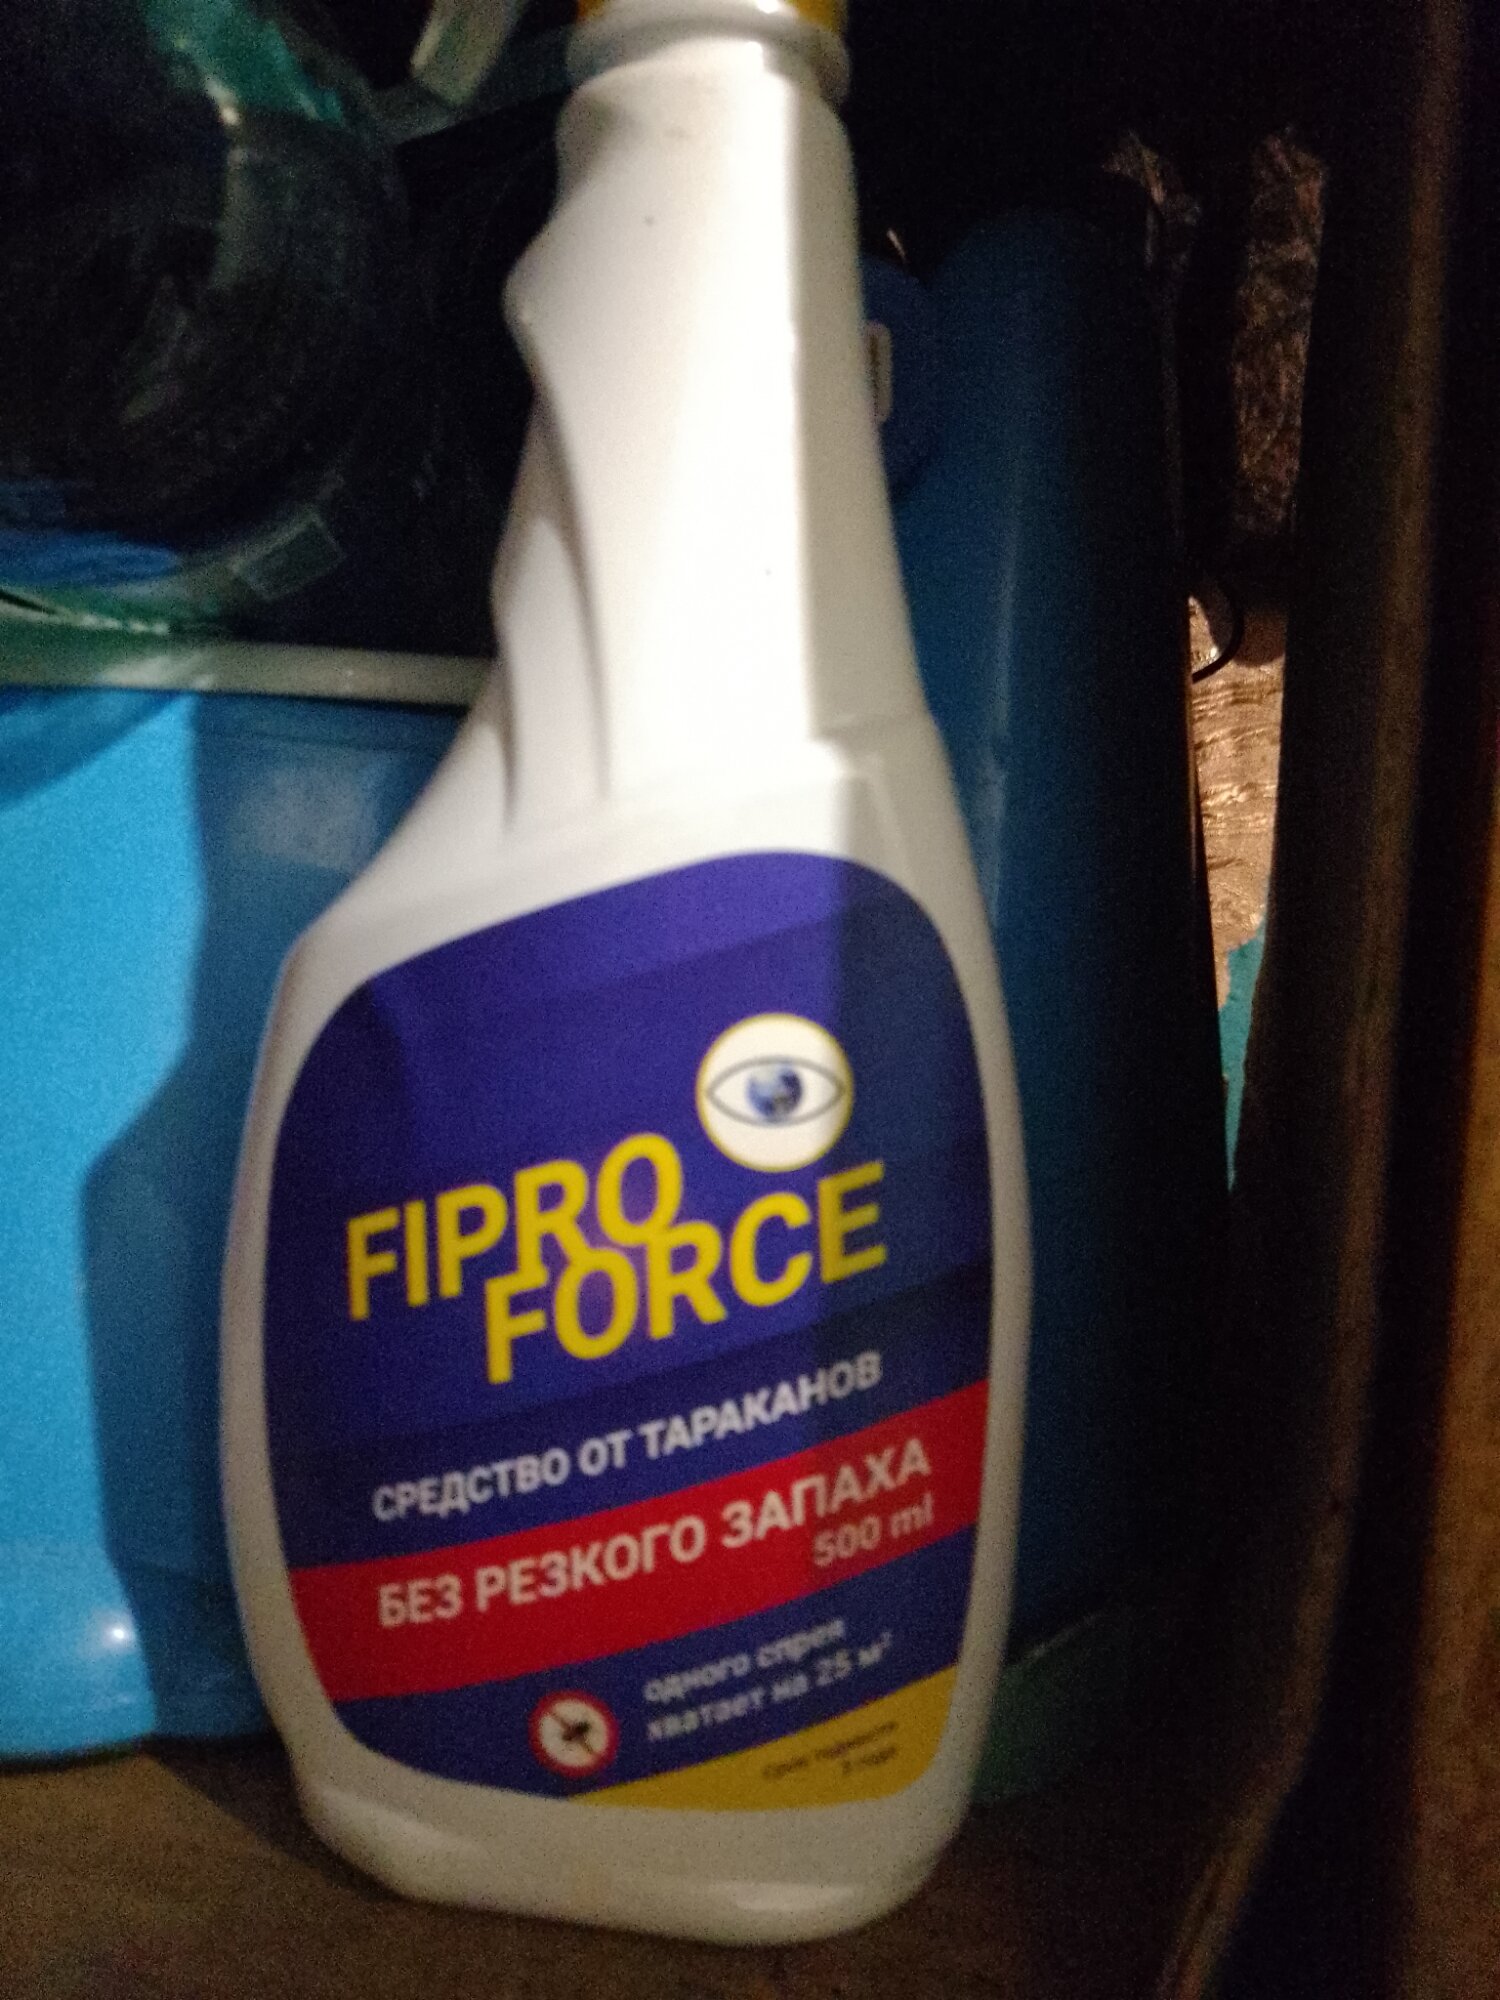 FIPRO
FORCE
СРЕДСТВО ОТ ТАРАКАНОВ
БЕЗ РЕЗКОГО ЗАПАХА
500 ml
одного спрея
хватает на 25 м²